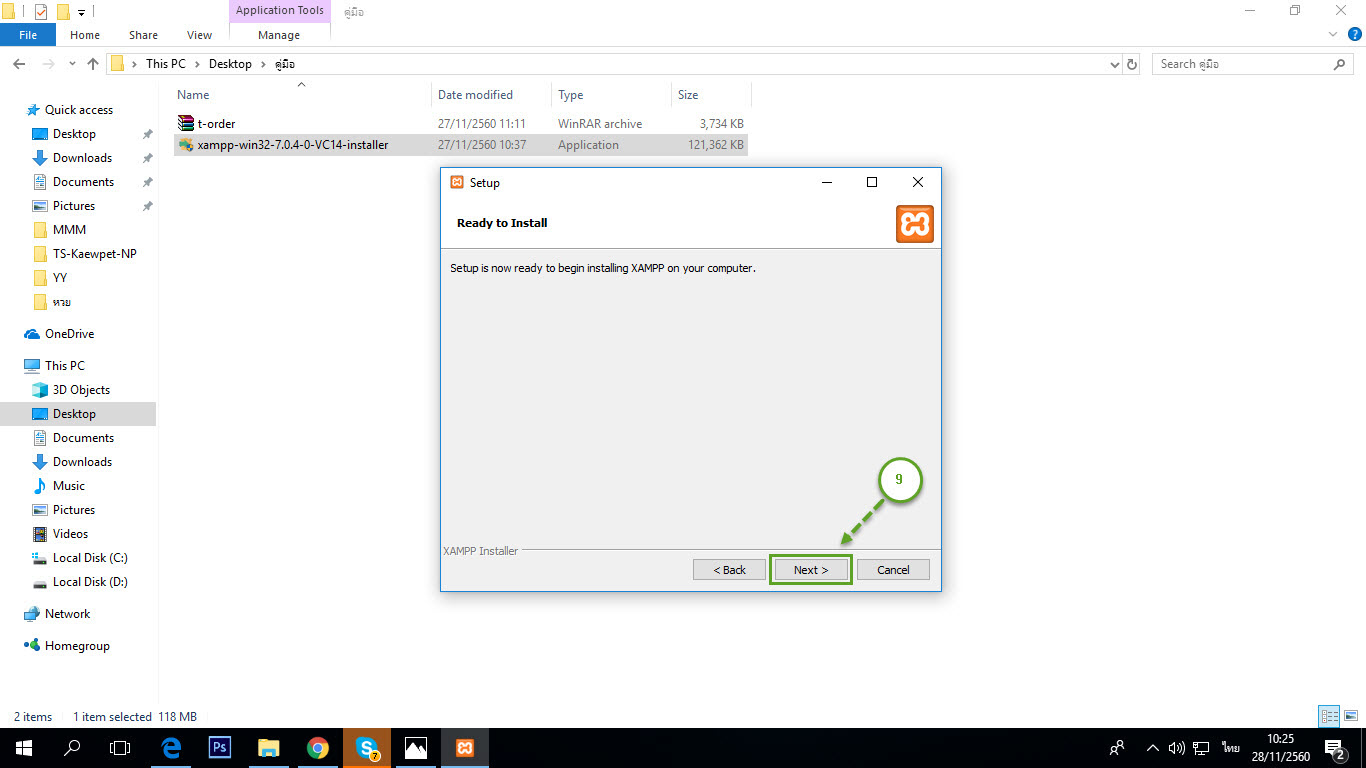 Application Tools คู่มือ
File Home Share View Manage
This PC > Desktop > คู่มือ Search คู่มือ
Name Date modified Type Size
t-order 27/11/2560 11:11 WinRAR archive 3,734 KB
xampp-win32-7.0.4-0-VC14-installer 27/11/2560 10:37 Application 121,362 KB
Quick access
Desktop
Downloads
Documents
Pictures
MMM
TS-Kaewpet-NP
YY
หวย
OneDrive
This PC
3D Objects
Desktop
Documents
Downloads
Music
Pictures
Videos
Local Disk (C:)
Local Disk (D:)
Network
Homegroup
Setup
Ready to Install
Setup is now ready to begin installing XAMPP on your computer.
9
XAMPP Installer
< Back Next > Cancel
2 items 1 item selected 118 MB
Ps 7 ไทย 10:25 2
28/11/2560